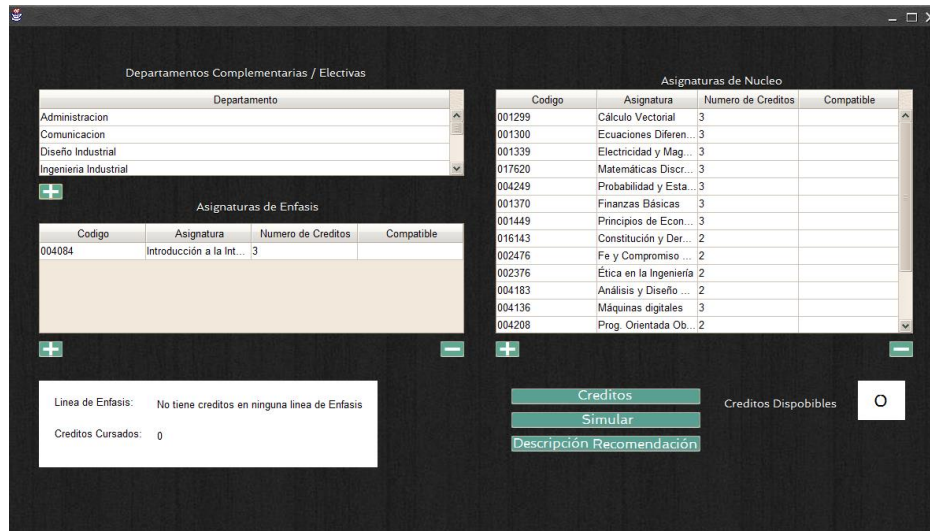 Departamentos Complementarias / Electivas
Departamento
Administracion
Comunicacion
Diseño Industrial
Ingenieria Industrial
Asignaturas de Enfasis
Codigo Asignatura Numero de Creditos Compatible
004084 Introducción a la Int... 3
Linea de Enfasis: No tiene creditos en ninguna linea de Enfasis
Creditos Cursados: 0
Asignaturas de Nucleo
Codigo Asignatura Numero de Creditos Compatible
001299 Cálculo Vectorial 3
001300 Ecuaciones Diferen... 3
001339 Electricidad y Mag... 3
017620 Matemáticas Discr... 3
004249 Probabilidad y Esta... 3
001370 Finanzas Básicas 3
001449 Principios de Econ... 3
016143 Constitución y Der... 2
002476 Fe y Compromiso ... 2
002376 Ética en la Ingeniería 2
004183 Análisis y Diseño ... 2
004136 Máquinas digitales 3
004208 Prog. Orientada Ob... 2
Creditos
Simular
Descripción Recomendación
Creditos Dispobibles 0